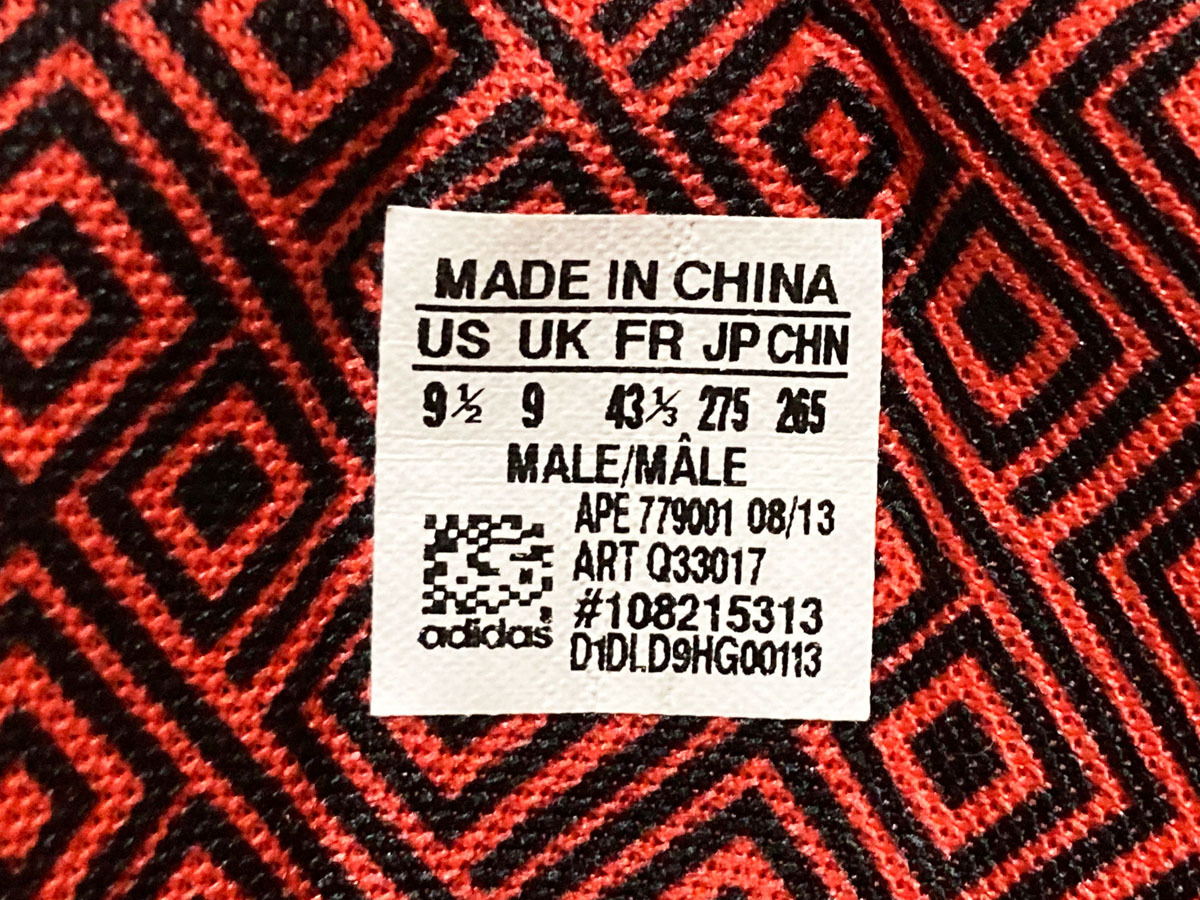 MADE IN CHINA
US UK FR JP CHN
9½ 9 43⅓ 275 265
MALE/MÂLE
APE 779001 08/13
ART Q33017
#108215313
adidas®
D1DLD9HG00113